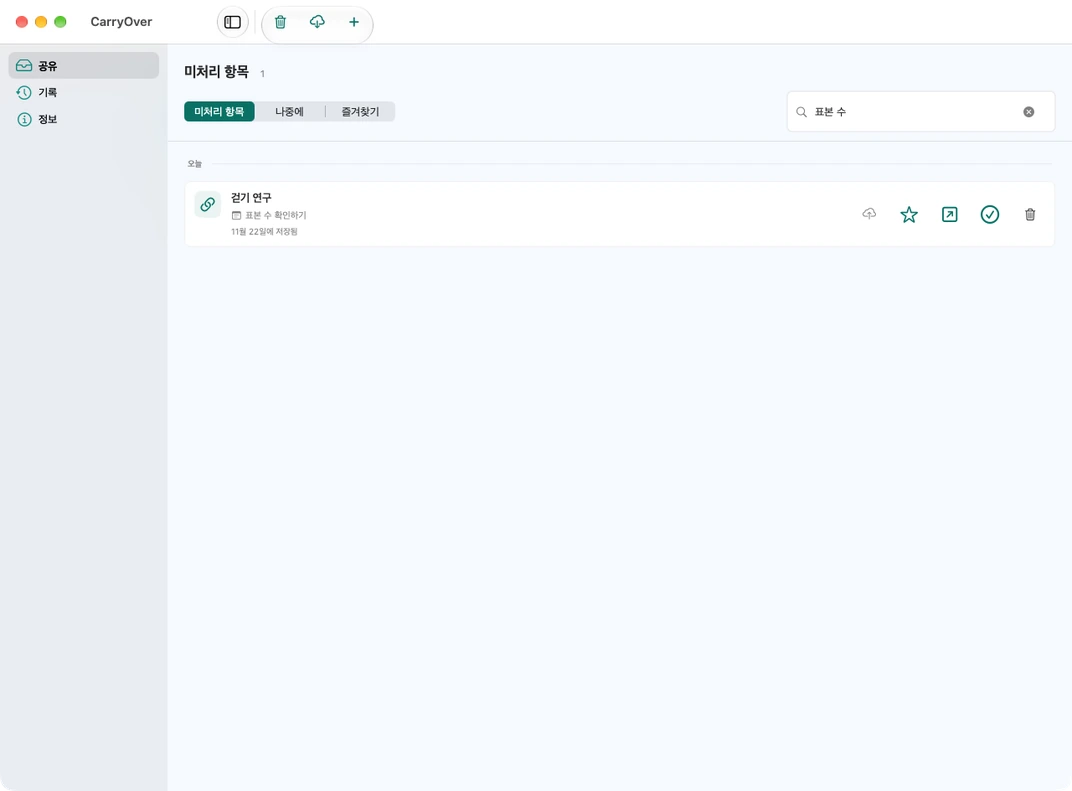 CarryOver
공유
기록
정보
미처리 항목 1
미처리 항목 나중에 즐겨찾기
표본 수
오늘
걷기 연구
표본 수 확인하기
11월 22일에 저장됨